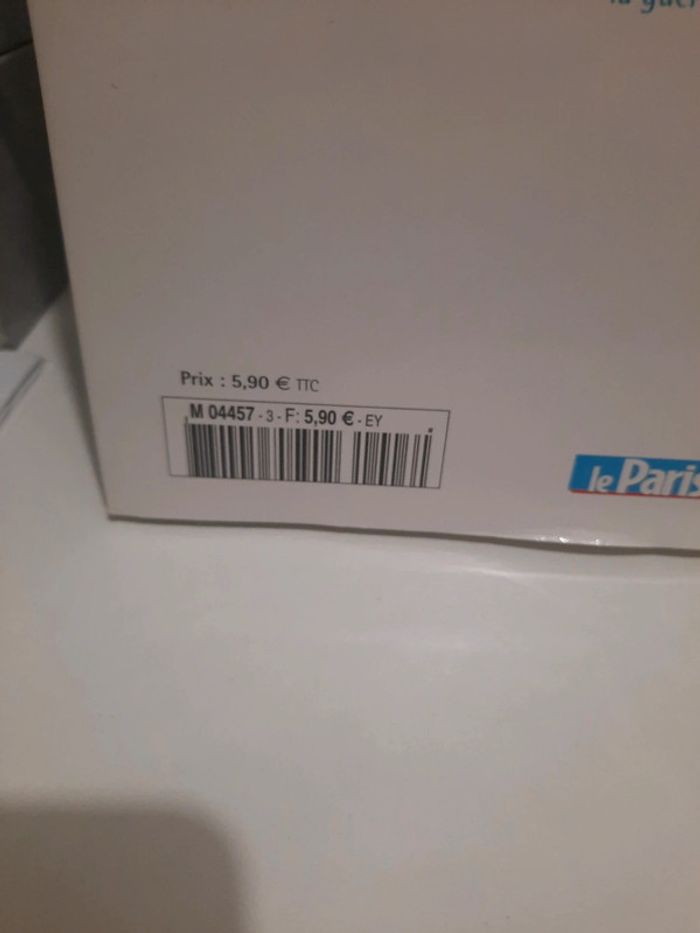 Prix : 5,90 € TTC
M 04457 - 3 - F: 5,90 € - EY
le Paris